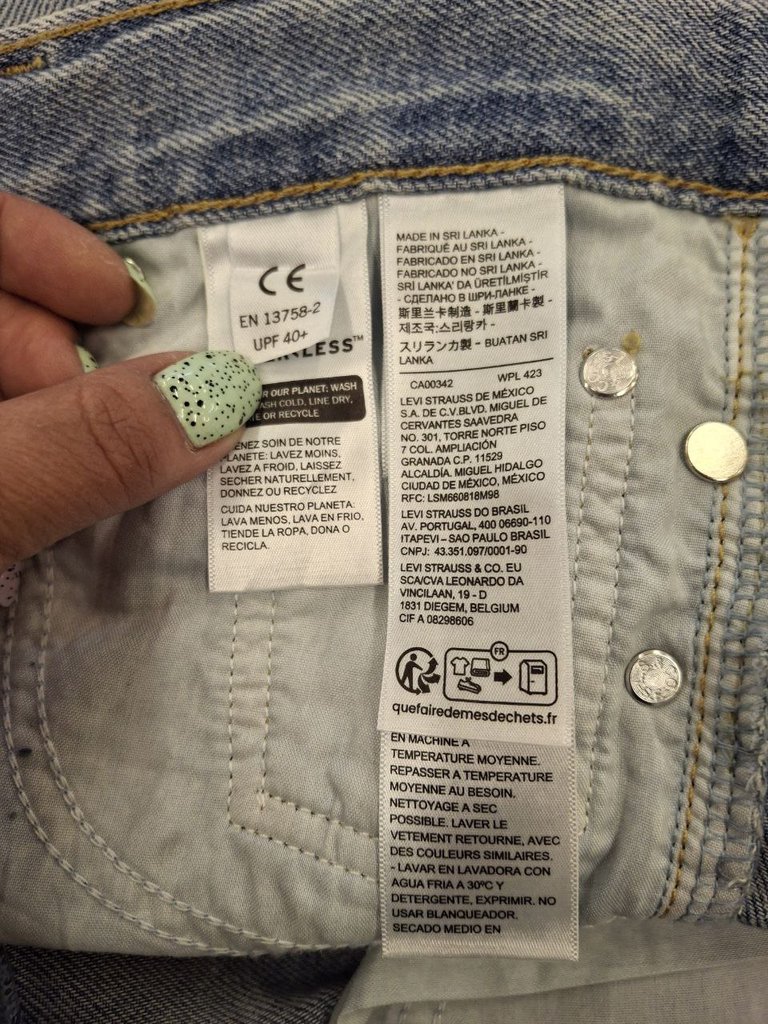 CE
EN 13758-2
UPF 40+
LESS™
R OUR PLANET: WASH
ASH COLD, LINE DRY,
E OR RECYCLE
ENEZ SOIN DE NOTRE
LANETE: LAVEZ MOINS,
LAVEZ A FROID, LAISSEZ
SECHER NATURELLEMENT,
DONNEZ OU RECYCLEZ
CUIDA NUESTRO PLANETA:
LAVA MENOS, LAVA EN FRIO,
TIENDE LA ROPA, DONA O
RECICLA.
MADE IN SRI LANKA -
FABRIQUÉ AU SRI LANKA -
FABRICADO EN SRI LANKA -
FABRICADO NO SRI LANKA -
SRİ LANKA' DA ÜRETİLMİŞTİR
- СДЕЛАНО В ШРИ-ЛАНКЕ -
斯里兰卡制造 - 斯里蘭卡製 -
제조국:스리랑카 -
スリランカ製 - BUATAN SRI
LANKA
CA00342 WPL 423
LEVI STRAUSS DE MÉXICO
S.A. DE C.V.BLVD. MIGUEL DE
CERVANTES SAAVEDRA
NO. 301, TORRE NORTE PISO
7 COL. AMPLIACIÓN
GRANADA C.P. 11529
ALCALDÍA. MIGUEL HIDALGO
CIUDAD DE MÉXICO, MÉXICO
RFC: LSM660818M98
LEVI STRAUSS DO BRASIL
AV. PORTUGAL, 400 06690-110
ITAPEVI – SAO PAULO BRASIL
CNPJ: 43.351.097/0001-90
LEVI STRAUSS & CO. EU
SCA/CVA LEONARDO DA
VINCILAAN, 19 - D
1831 DIEGEM, BELGIUM
CIF A 08298606
FR
quefairedemesdechets.fr
EN MACHINE A
TEMPERATURE MOYENNE.
REPASSER A TEMPERATURE
MOYENNE AU BESOIN.
NETTOYAGE A SEC
POSSIBLE. LAVER LE
VETEMENT RETOURNE, AVEC
DES COULEURS SIMILAIRES.
- LAVAR EN LAVADORA CON
AGUA FRIA A 30ºC Y
DETERGENTE, EXPRIMIR. NO
USAR BLANQUEADOR.
SECADO MEDIO EN